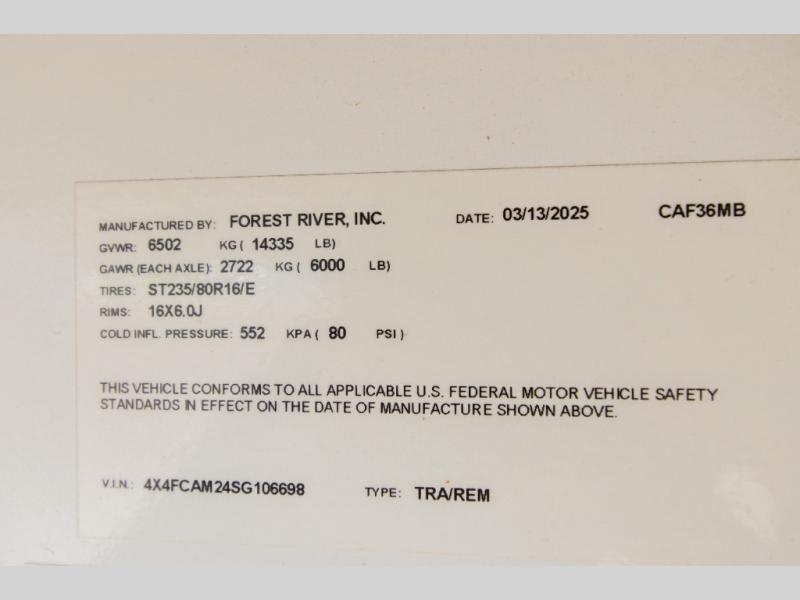 MANUFACTURED BY: FOREST RIVER, INC. DATE: 03/13/2025 CAF36MB
GVWR: 6502 KG ( 14335 LB)
GAWR (EACH AXLE): 2722 KG ( 6000 LB)
TIRES: ST235/80R16/E
RIMS: 16X6.0J
COLD INFL. PRESSURE: 552 KPA ( 80 PSI )
THIS VEHICLE CONFORMS TO ALL APPLICABLE U.S. FEDERAL MOTOR VEHICLE SAFETY
STANDARDS IN EFFECT ON THE DATE OF MANUFACTURE SHOWN ABOVE.
V.I.N.: 4X4FCAM24SG106698 TYPE: TRA/REM